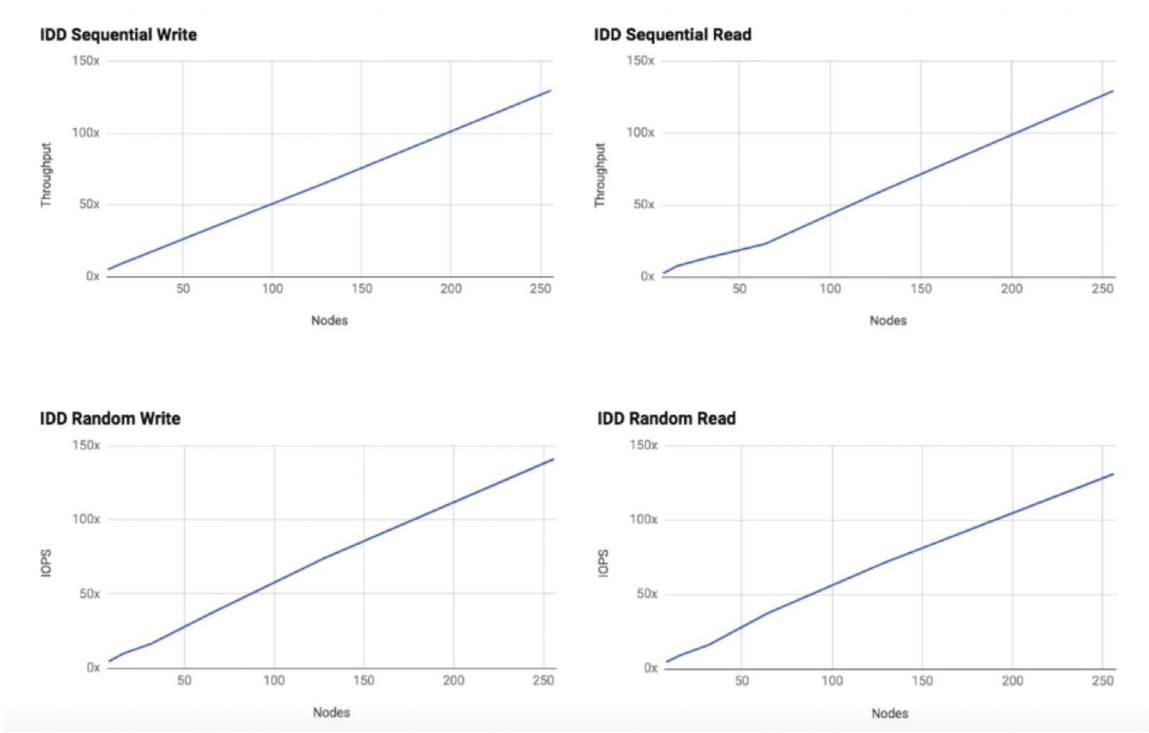 IDD Sequential Write
150x
100x
50x
0x
Throughput
50 100 150 200 250
Nodes
IDD Sequential Read
150x
100x
50x
0x
Throughput
50 100 150 200 250
Nodes
IDD Random Write
150x
100x
50x
0x
IOPS
50 100 150 200 250
Nodes
IDD Random Read
150x
100x
50x
0x
IOPS
50 100 150 200 250
Nodes